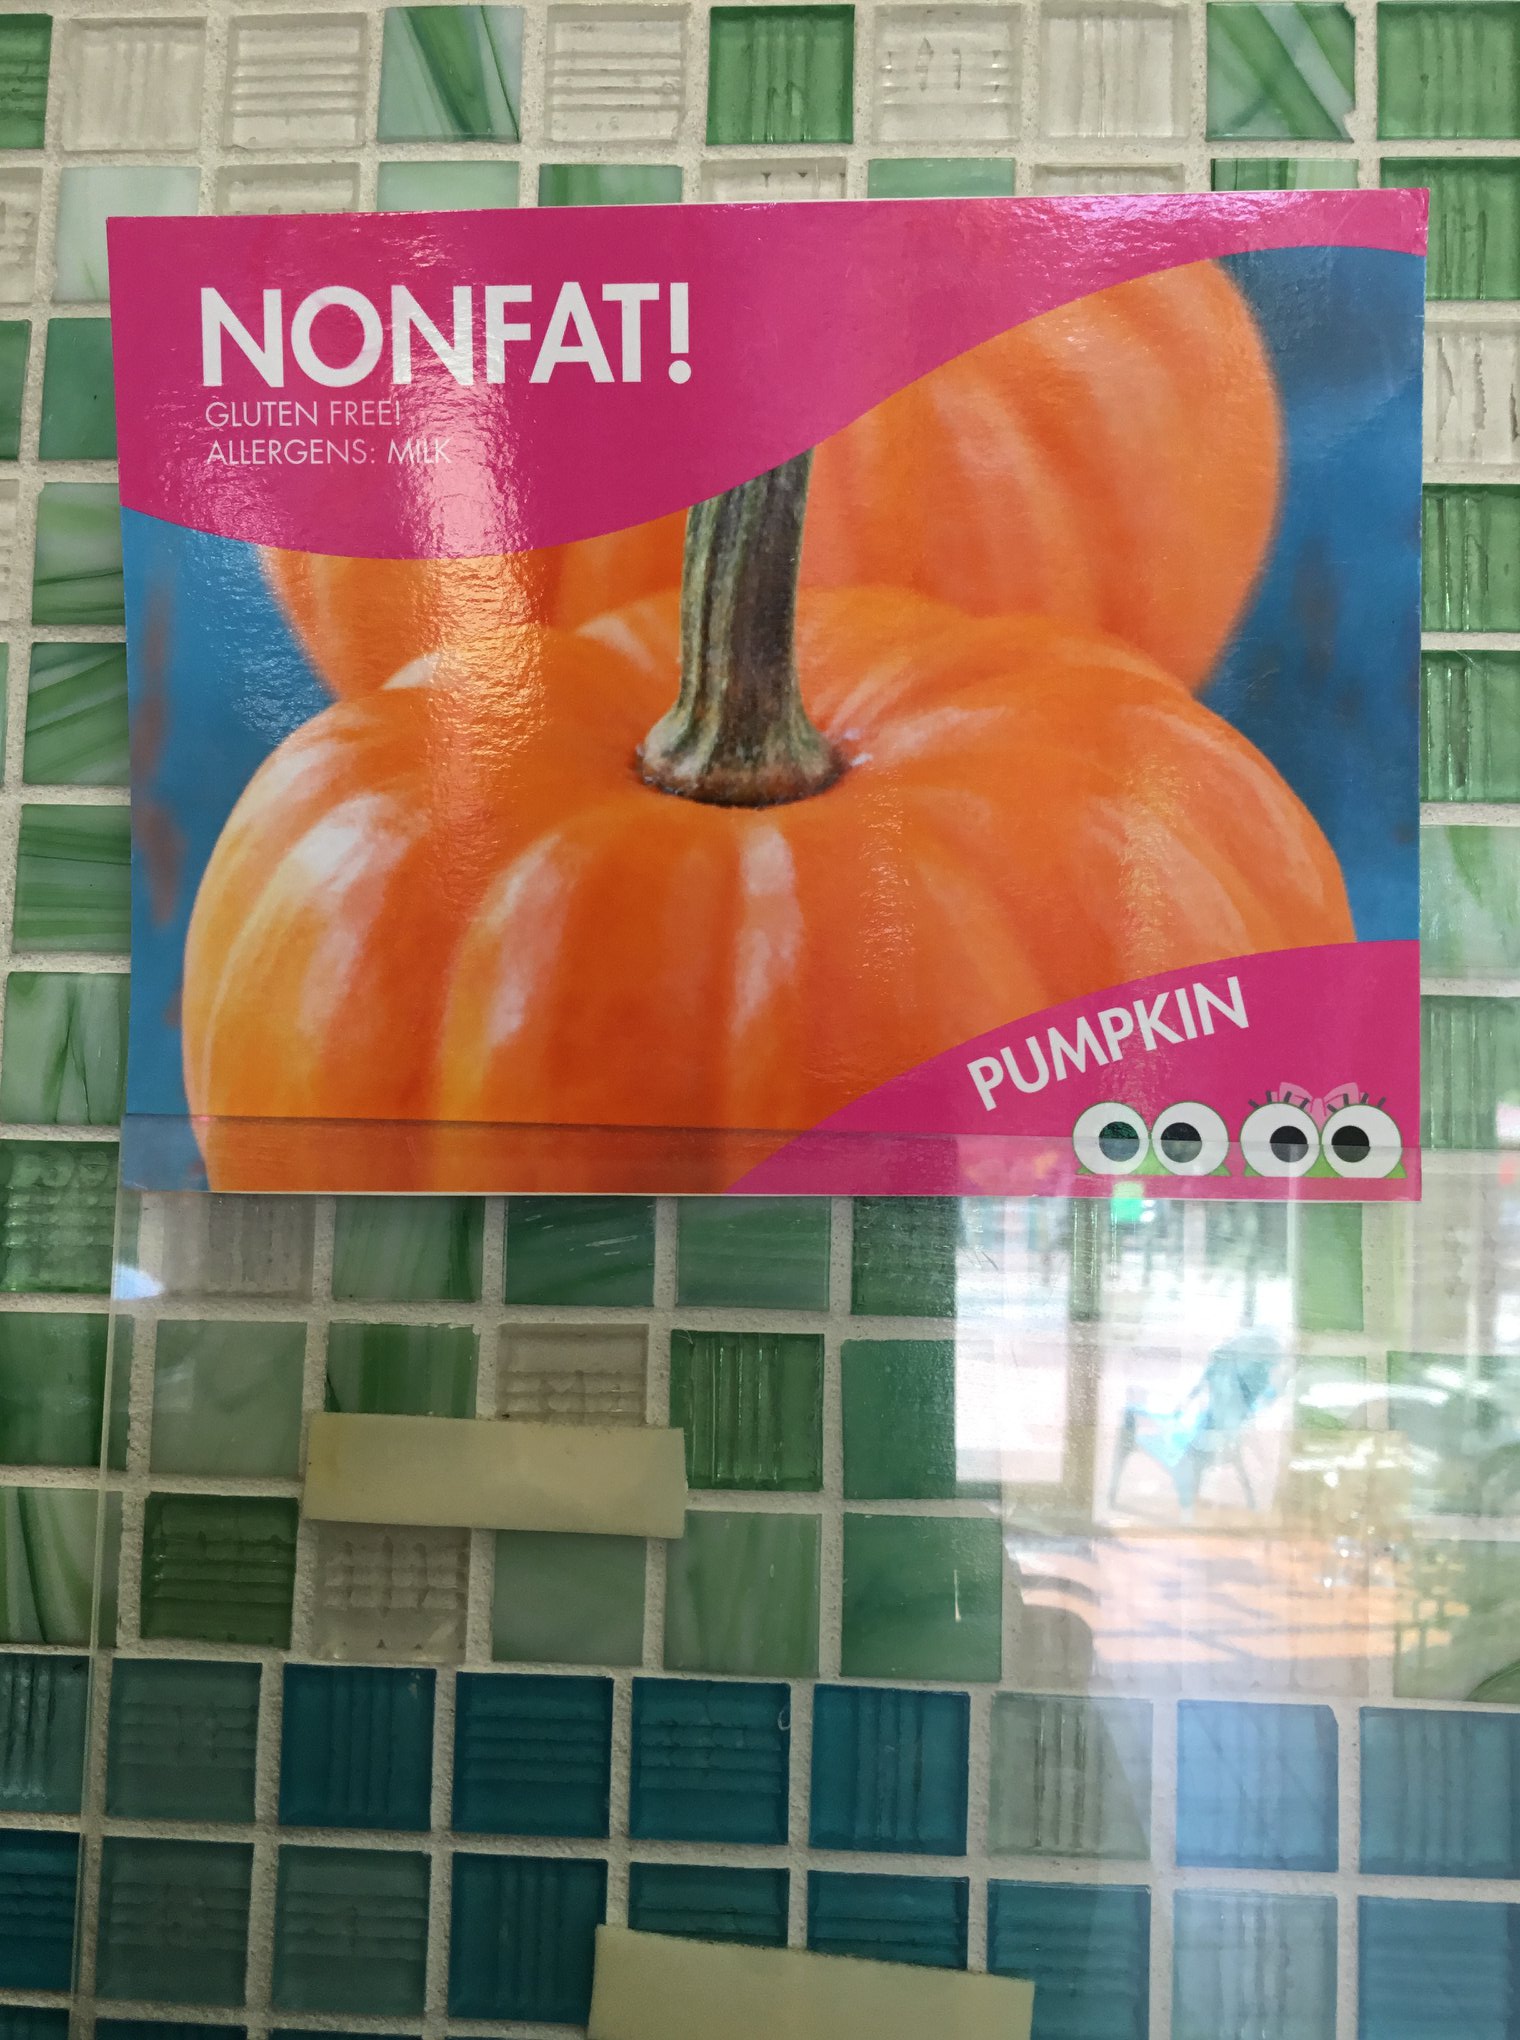 NONFAT!
GLUTEN FREE!
ALLERGENS: MILK
PUMPKIN